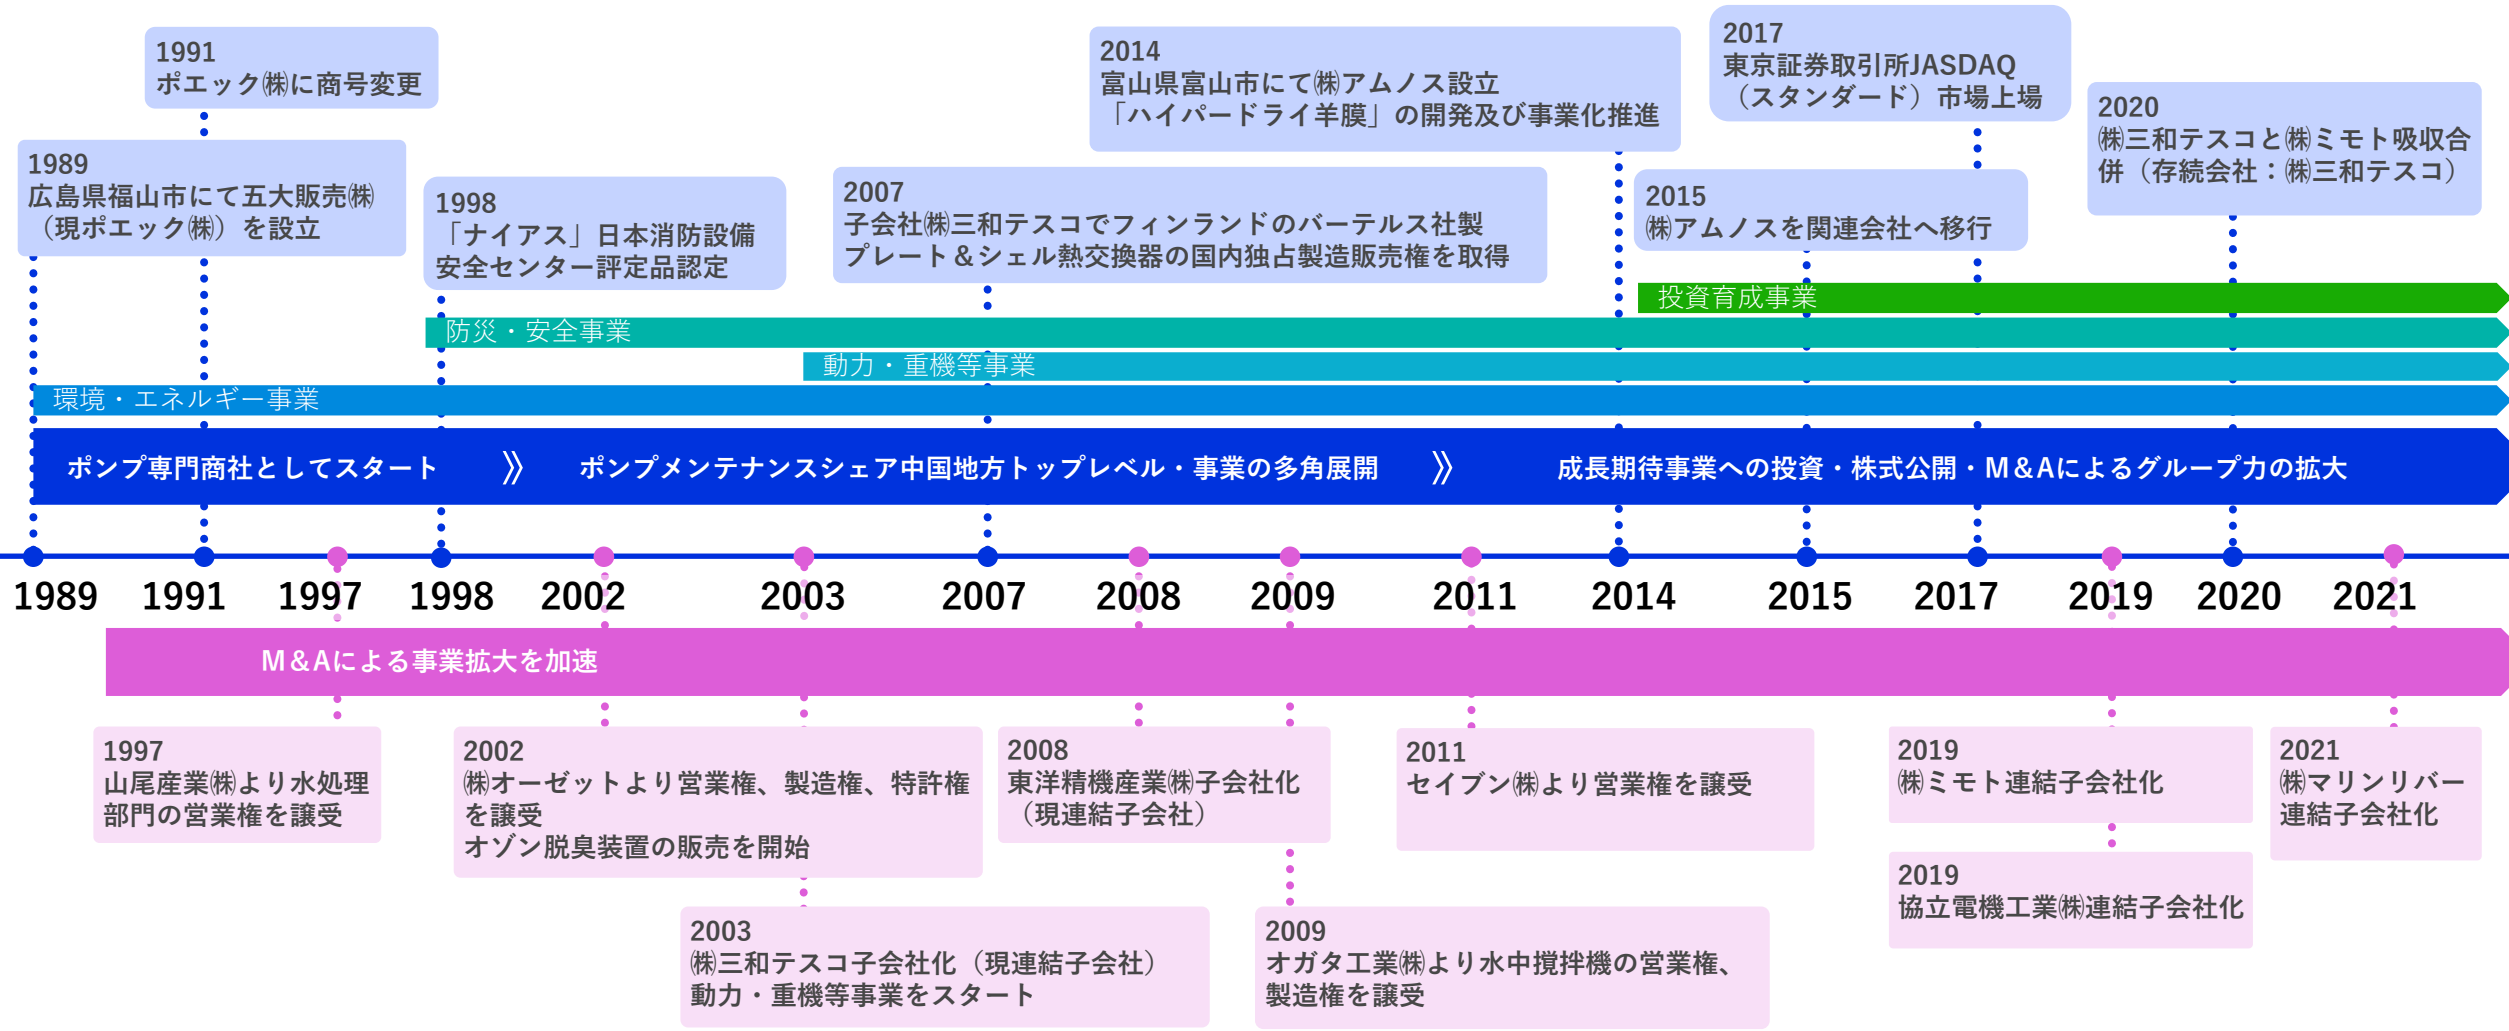 1991
ポエック㈱に商号変更
1989
広島県福山市にて五大販売㈱
（現ポエック㈱）を設立
1998
「ナイアス」日本消防設備
安全センター評定品認定
2007
子会社㈱三和テスコでフィンランドのバーテルス社製
プレート＆シェル熱交換器の国内独占製造販売権を取得
2014
富山県富山市にて㈱アムノス設立
「ハイパードライ羊膜」の開発及び事業化推進
2015
㈱アムノスを関連会社へ移行
2017
東京証券取引所JASDAQ
（スタンダード）市場上場
2020
㈱三和テスコと㈱ミモト吸収合
併（存続会社：㈱三和テスコ）
投資育成事業
防災・安全事業
動力・重機等事業
環境・エネルギー事業
ポンプ専門商社としてスタート 》 ポンプメンテナンスシェア中国地方トップレベル・事業の多角展開 》 成長期待事業への投資・株式公開・M＆Aによるグループ力の拡大
1989 1991 1997 1998 2002 2003 2007 2008 2009 2011 2014 2015 2017 2019 2020 2021
M＆Aによる事業拡大を加速
1997
山尾産業㈱より水処理
部門の営業権を譲受
2002
㈱オーゼットより営業権、製造権、特許権
を譲受
オゾン脱臭装置の販売を開始
2003
㈱三和テスコ子会社化（現連結子会社）
動力・重機等事業をスタート
2008
東洋精機産業㈱子会社化
（現連結子会社）
2009
オガタ工業㈱より水中撹拌機の営業権、
製造権を譲受
2011
セイブン㈱より営業権を譲受
2019
㈱ミモト連結子会社化
2019
協立電機工業㈱連結子会社化
2021
㈱マリンリバー
連結子会社化